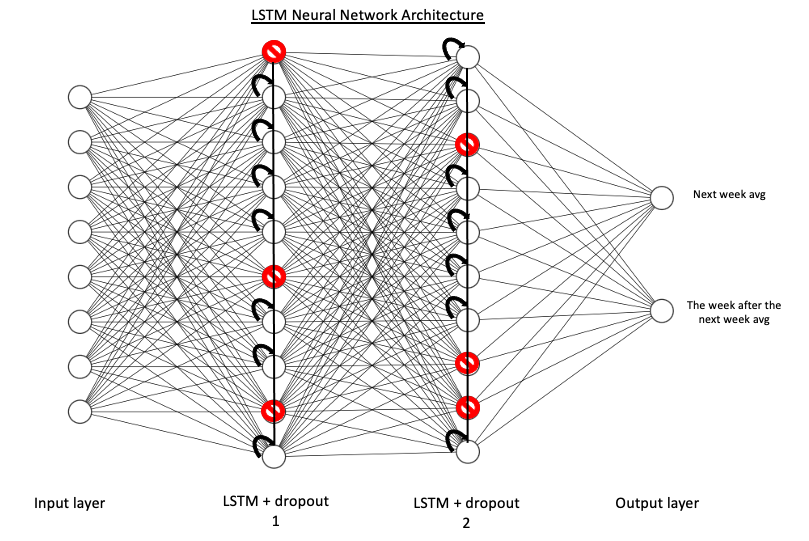 LSTM Neural Network Architecture
Next week avg
The week after the
next week avg
Input layer
LSTM + dropout
1
LSTM + dropout
2
Output layer